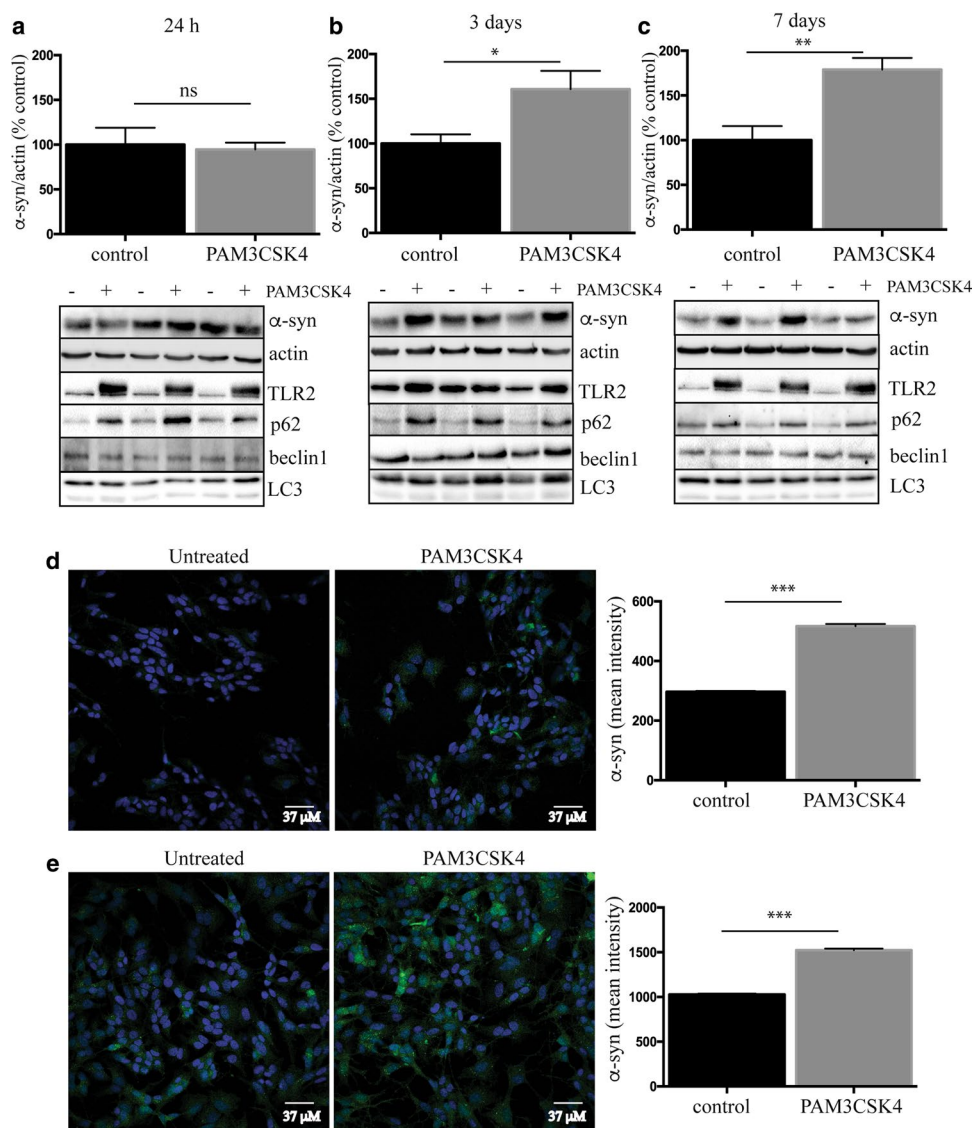 a
24 h
α-syn/actin (% control)
200
150
100
50
0
ns
control
PAM3CSK4
- + - + - + PAM3CSK4
α-syn
actin
TLR2
p62
beclin1
LC3
b
3 days
α-syn/actin (% control)
200
150
100
50
0
*
control
PAM3CSK4
- + - + - + PAM3CSK4
α-syn
actin
TLR2
p62
beclin1
LC3
c
7 days
α-syn/actin (% control)
200
150
100
50
0
**
control
PAM3CSK4
- + - + - + PAM3CSK4
α-syn
actin
TLR2
p62
beclin1
LC3
d
Untreated
37 µM
PAM3CSK4
37 µM
α-syn (mean intensity)
600
400
200
0
***
control
PAM3CSK4
e
Untreated
37 µM
PAM3CSK4
37 µM
α-syn (mean intensity)
2000
1500
1000
500
0
***
control
PAM3CSK4